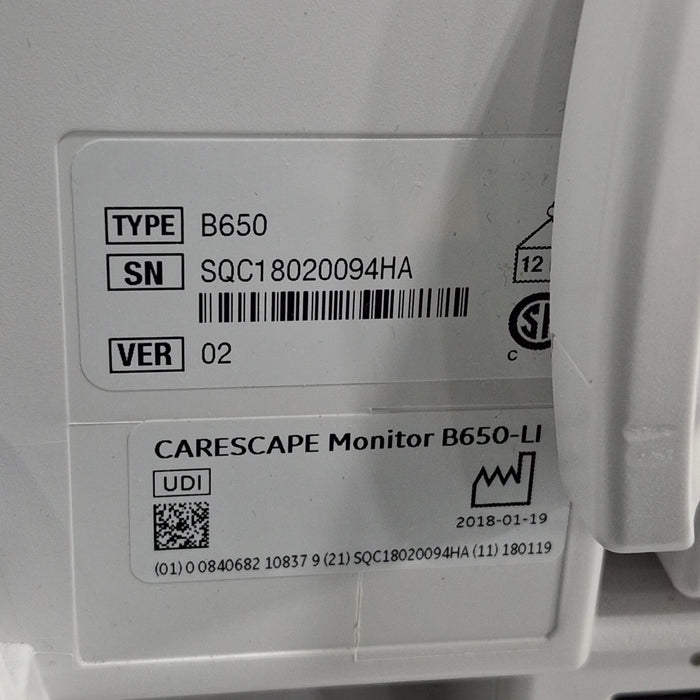 TYPE B650
SN SQC18020094HA
12
VER 02
C
CARESCAPE Monitor B650-LI
UDI
2018-01-19
(01) 0 0840682 10837 9 (21) SQC18020094HA (11) 180119